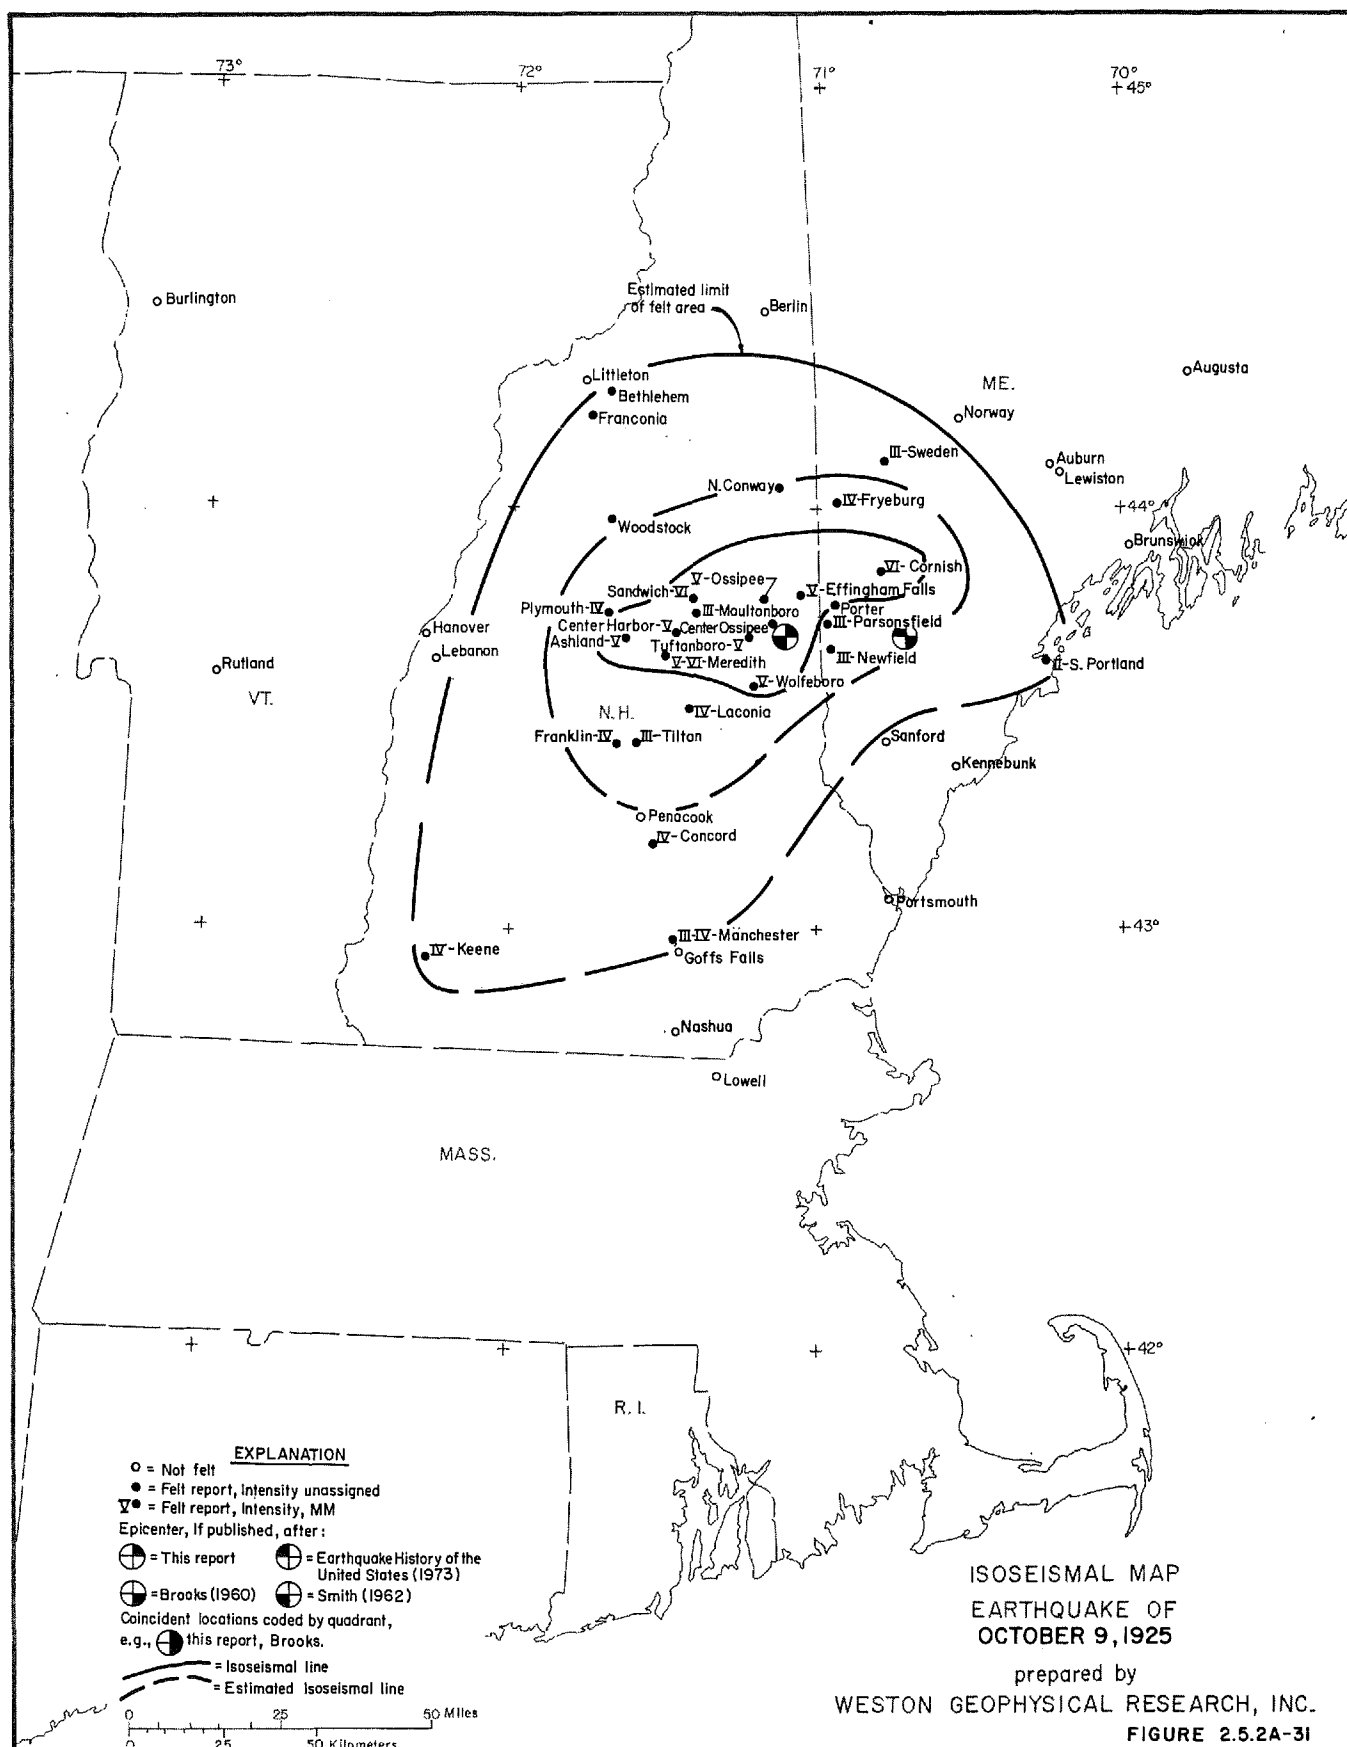 73°
72°
71°
70°
45°
Estimated limit
of felt area
Burlington
Berlin
Littleton
Bethlehem
Franconia
ME.
Augusta
Norway
III-Sweden
Auburn
Lewiston
N. Conway
IV-Fryeburg
44°
Woodstock
Brunswick
VI-Cornish
V-Ossipee
Sandwich-VI
V-Effingham Falls
Plymouth-IV
III-Moultonboro
Porter
Center Harbor-V
Center Ossipee
III-Parsonsfield
Hanover
Ashland-V
Tuftonboro-V
Lebanon
V-VI-Meredith
III-Newfield
II-S. Portland
Rutland
VT.
V-Wolfeboro
N.H.
IV-Laconia
Franklin-IV
III-Tilton
Sanford
Kennebunk
Penacook
IV-Concord
Portsmouth
43°
III-IV-Manchester
IV-Keene
Goffs Falls
Nashua
Lowell
MASS.
42°
R.I.
EXPLANATION
= Not felt
= Felt report, Intensity unassigned
V = Felt report, Intensity, MM
Epicenter, If published, after:
= This report
= Earthquake History of the
United States (1973)
= Brooks (1960)
= Smith (1962)
Coincident locations coded by quadrant,
e.g., this report, Brooks.
= Isoseismal line
= Estimated Isoseismal line
0 25 50 Miles
0 25 50 Kilometers
ISOSEISMAL MAP
EARTHQUAKE OF
OCTOBER 9, 1925
prepared by
WESTON GEOPHYSICAL RESEARCH, INC.
FIGURE 2.5.2A-31